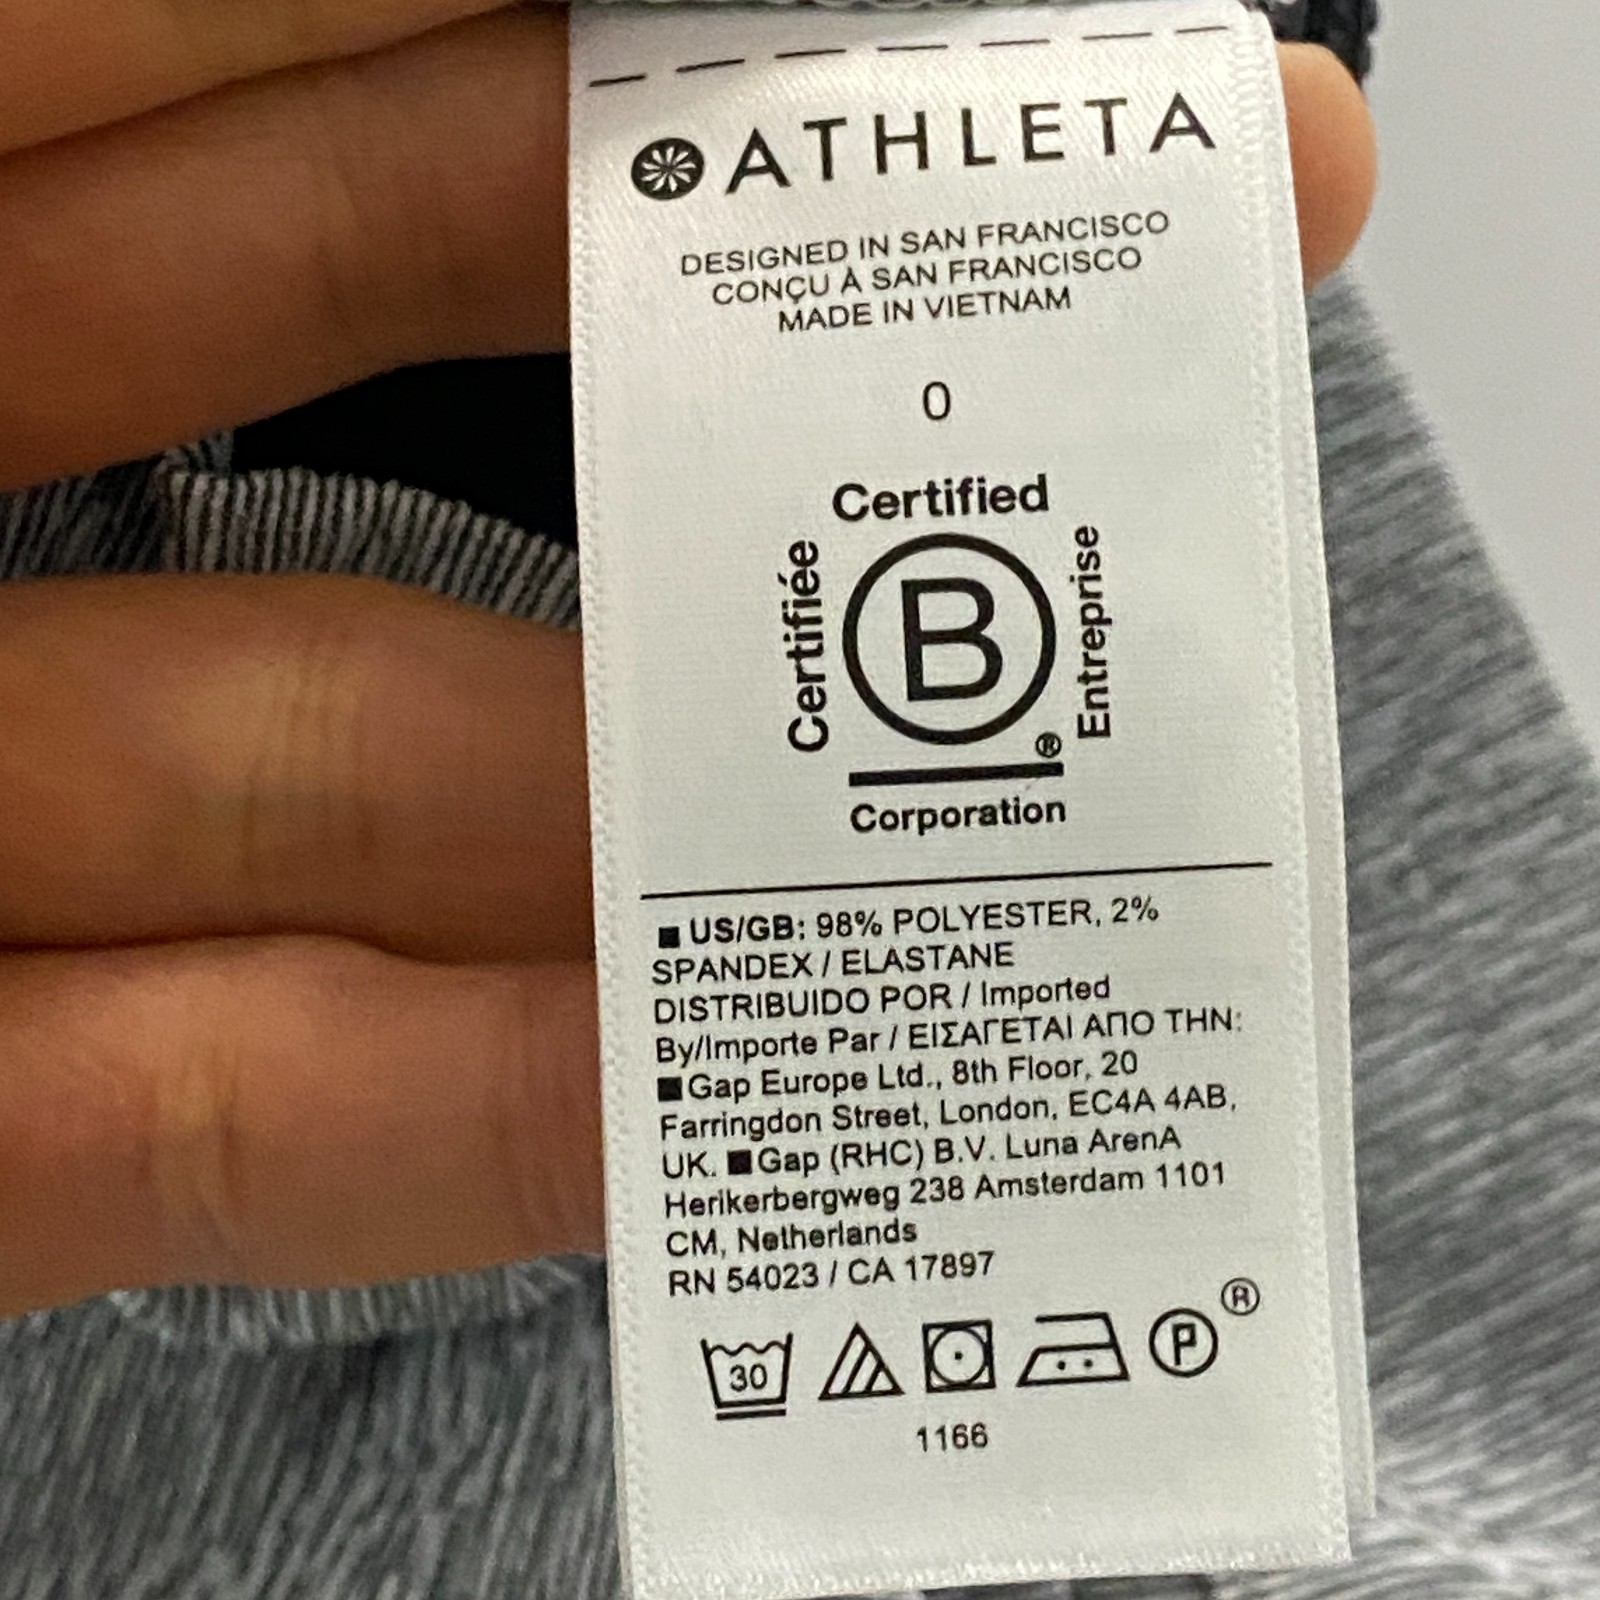 ATHLETA
DESIGNED IN SAN FRANCISCO
CONÇU À SAN FRANCISCO
MADE IN VIETNAM
0
Certified
Certifiée
B
Entreprise
®
Corporation
■ US/GB: 98% POLYESTER, 2%
SPANDEX / ELASTANE
DISTRIBUIDO POR / Imported
By/Importe Par / ΕΙΣΑΓΕΤΑΙ ΑΠΟ ΤΗΝ:
■Gap Europe Ltd., 8th Floor, 20
Farringdon Street, London, EC4A 4AB,
UK. ■Gap (RHC) B.V. Luna ArenA
Herikerbergweg 238 Amsterdam 1101
CM, Netherlands
RN 54023 / CA 17897
30 P ®
1166